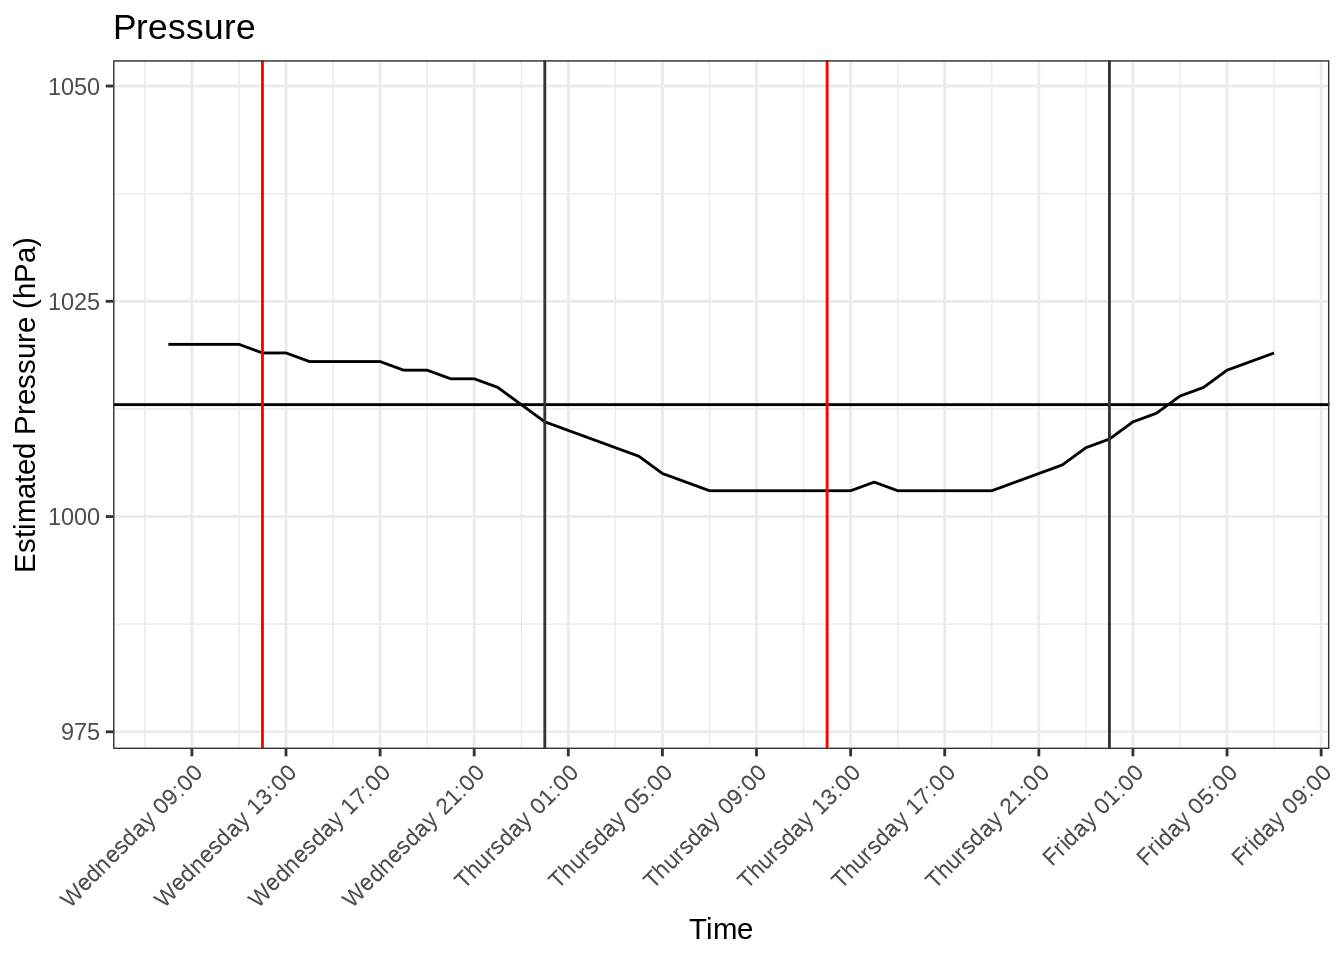 Pressure
Estimated Pressure (hPa)
1050
1025
1000
975
Wednesday 09:00
Wednesday 13:00
Wednesday 17:00
Wednesday 21:00
Thursday 01:00
Thursday 05:00
Thursday 09:00
Thursday 13:00
Thursday 17:00
Thursday 21:00
Friday 01:00
Friday 05:00
Friday 09:00
Time